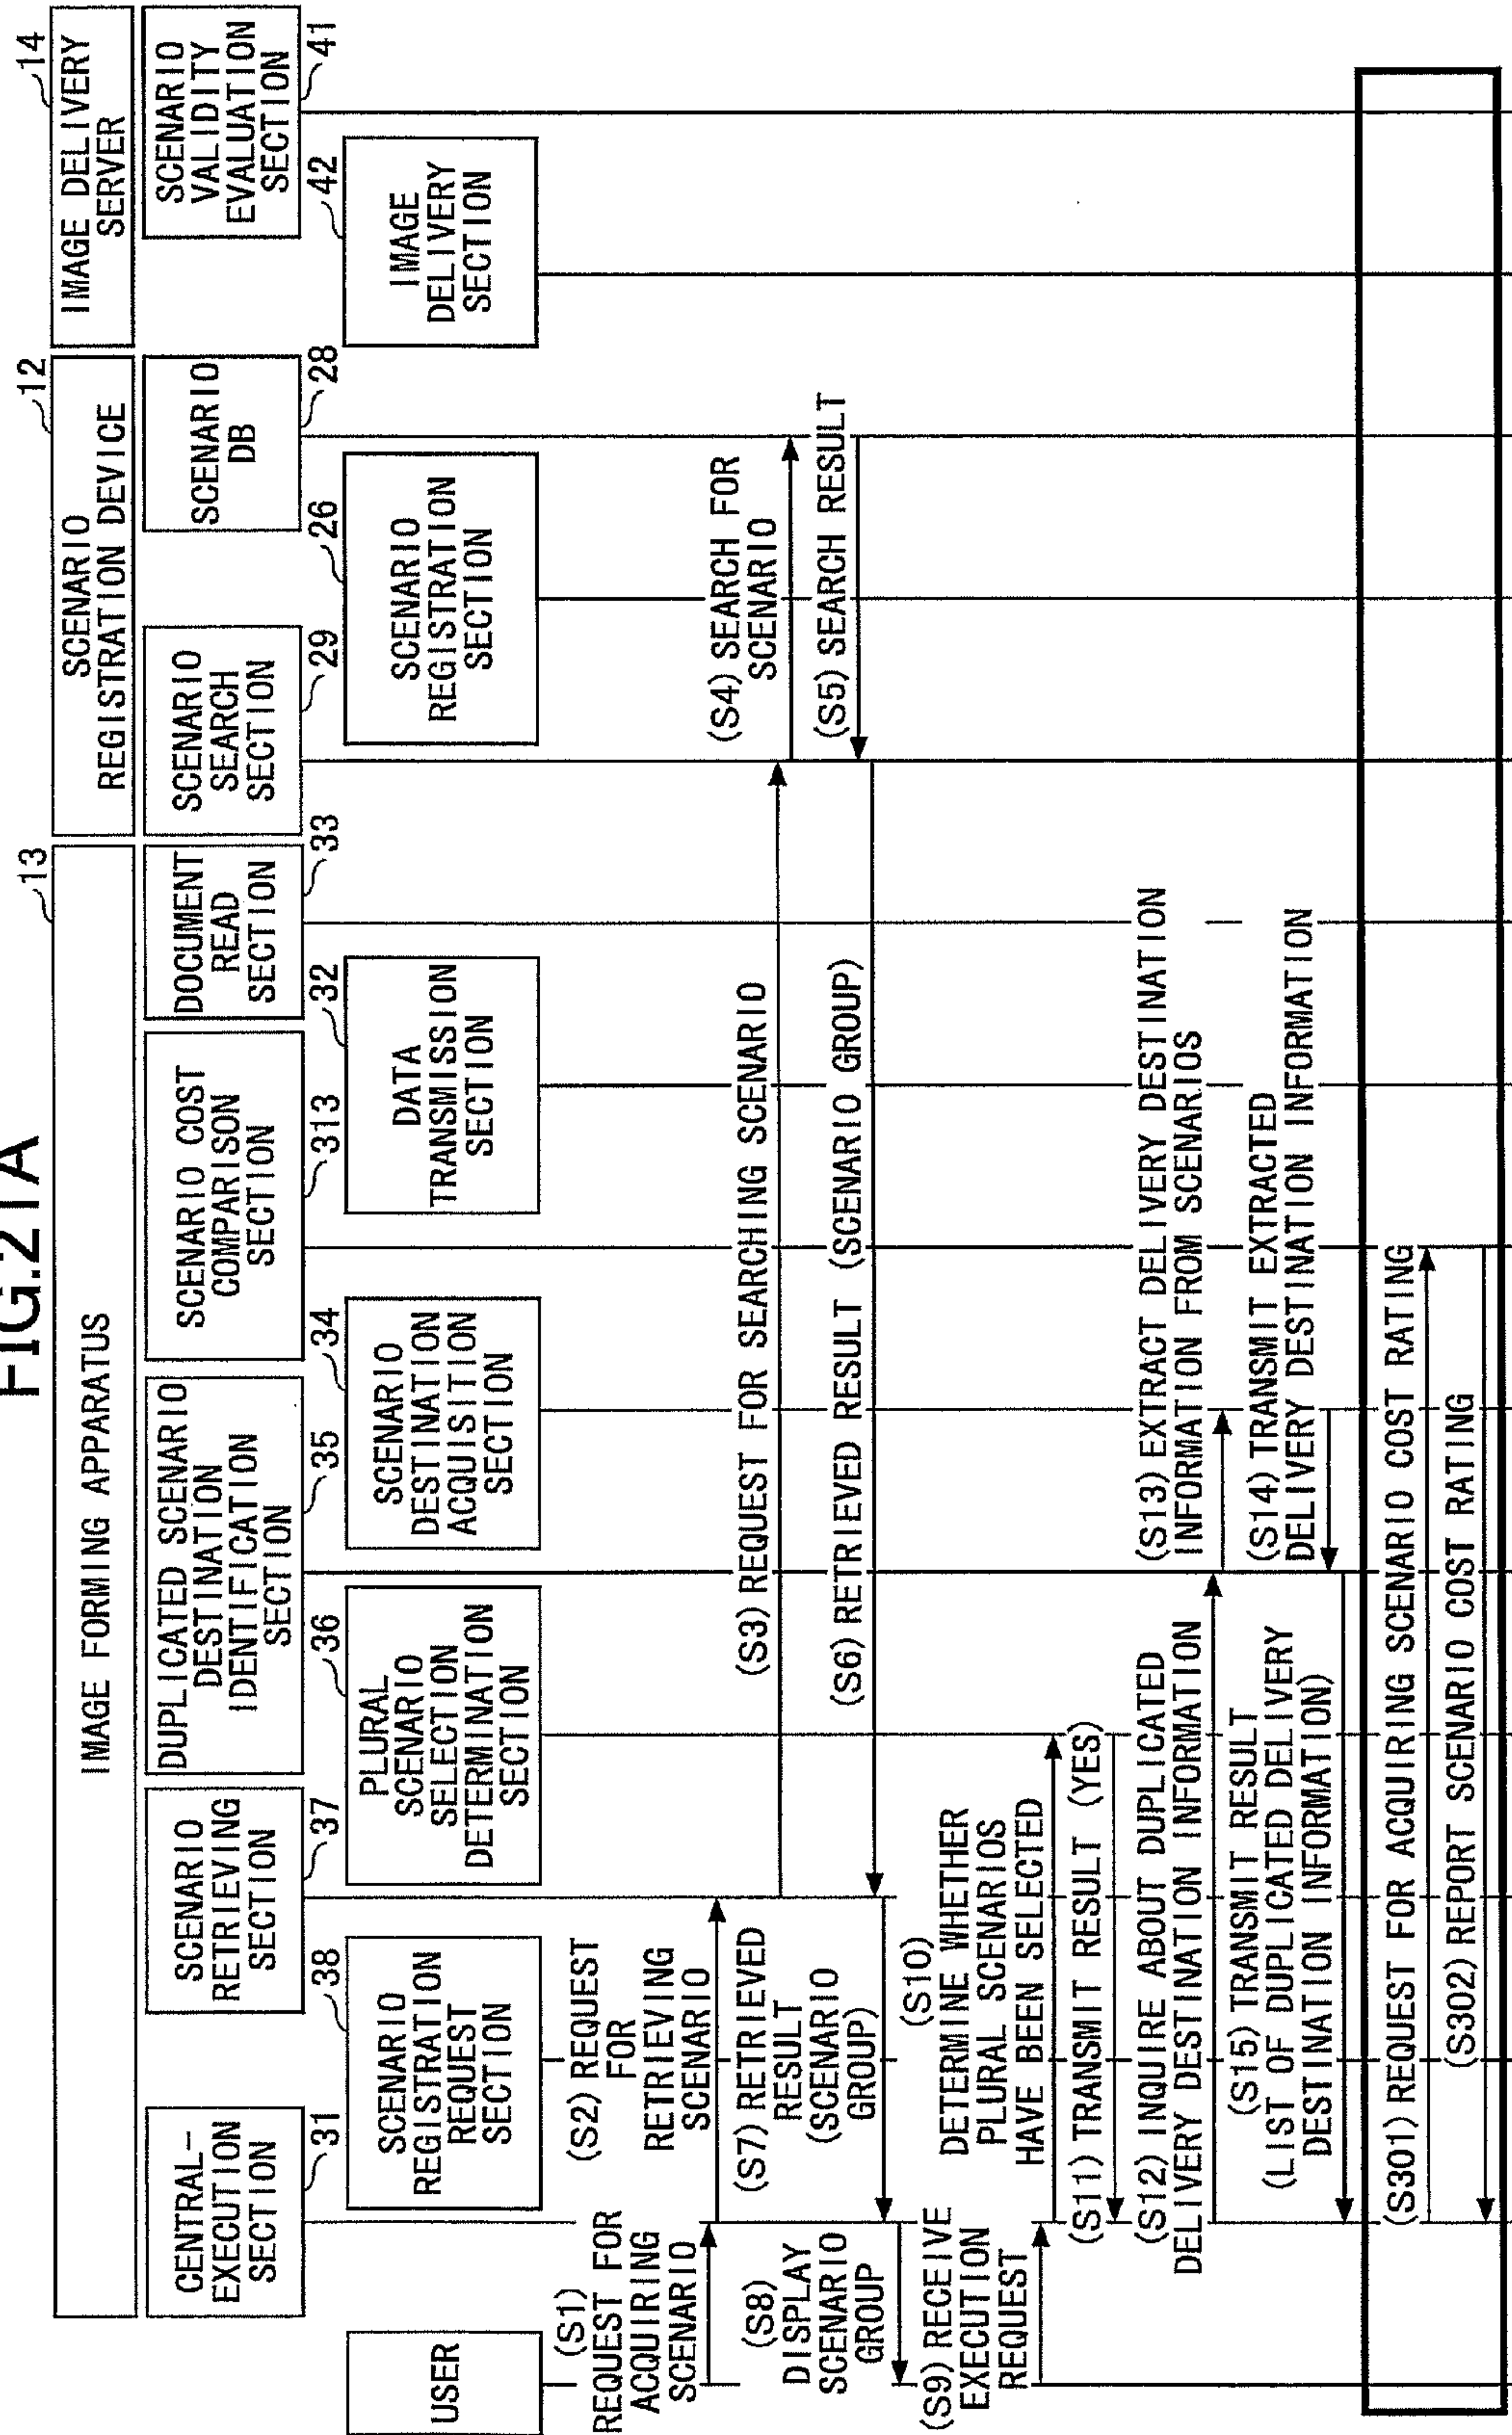 FIG.21A
IMAGE FORMING APPARATUS
13
SCENARIO
REGISTRATION DEVICE
12
IMAGE DELIVERY
SERVER
14
CENTRAL-
EXECUTION
SECTION
31
SCENARIO
RETRIEVING
SECTION
37
DUPLICATED SCENARIO
DESTINATION
IDENTIFICATION
SECTION
35
SCENARIO COST
COMPARISON
SECTION
313
DOCUMENT
READ
SECTION
33
SCENARIO
SEARCH
SECTION
29
SCENARIO
DB
28
SCENARIO
VALIDITY
EVALUATION
SECTION
41
USER
SCENARIO
REGISTRATION
REQUEST
SECTION
38
PLURAL
SCENARIO
SELECTION
DETERMINATION
SECTION
36
SCENARIO
DESTINATION
ACQUISITION
SECTION
34
DATA
TRANSMISSION
SECTION
32
SCENARIO
REGISTRATION
SECTION
26
IMAGE
DELIVERY
SECTION
42
(S1)
REQUEST FOR
ACQUIRING
SCENARIO
(S2) REQUEST
FOR
RETRIEVING
SCENARIO
(S3) REQUEST FOR SEARCHING SCENARIO
(S4) SEARCH FOR
SCENARIO
(S5) SEARCH RESULT
(S6) RETRIEVED RESULT (SCENARIO GROUP)
(S7) RETRIEVED
RESULT
(SCENARIO
GROUP)
(S8)
DISPLAY
SCENARIO
GROUP
(S9) RECEIVE
EXECUTION
REQUEST
(S10)
DETERMINE WHETHER
PLURAL SCENARIOS
HAVE BEEN SELECTED
(S11) TRANSMIT RESULT (YES)
(S12) INQUIRE ABOUT DUPLICATED
DELIVERY DESTINATION INFORMATION
(S13) EXTRACT DELIVERY DESTINATION
INFORMATION FROM SCENARIOS
(S14) TRANSMIT EXTRACTED
DELIVERY DESTINATION INFORMATION
(S15) TRANSMIT RESULT
(LIST OF DUPLICATED DELIVERY
DESTINATION INFORMATION)
(S301) REQUEST FOR ACQUIRING SCENARIO COST RATING
(S302) REPORT SCENARIO COST RATING